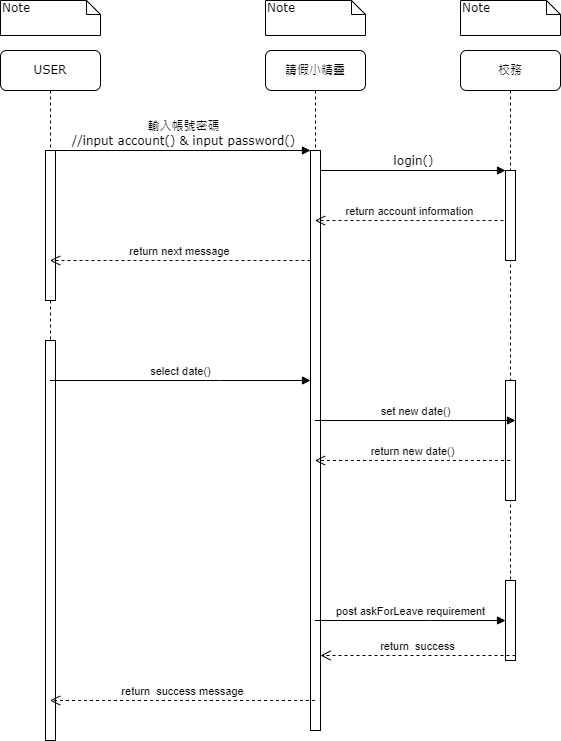 Note
Note
Note
USER
請假小精靈
校務
輸入帳號密碼
//input account() & input password()
login()
return account information
return next message
select date()
set new date()
return new date()
post askForLeave requirement
return success
return success message